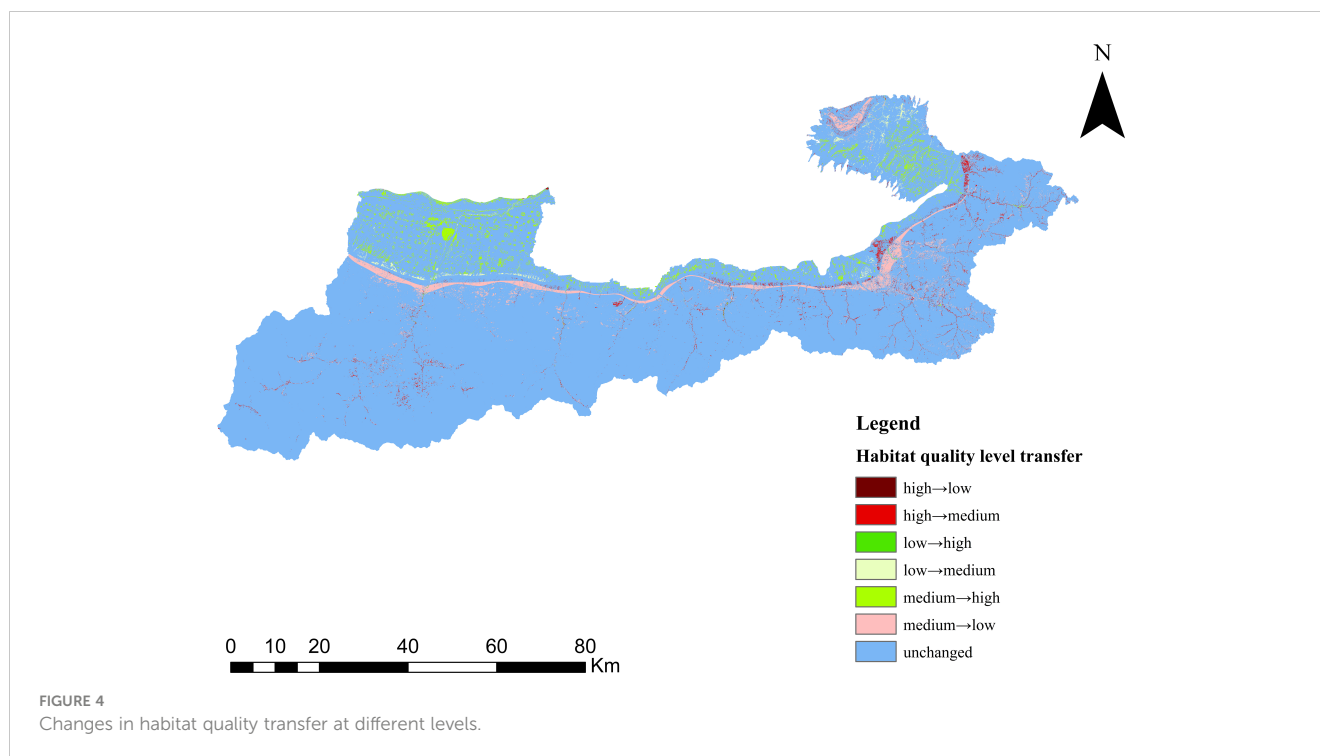 N
Legend
Habitat quality level transfer
high→low
high→medium
low→high
low→medium
medium→high
medium→low
unchanged
0 10 20 40 60 80
Km
FIGURE 4
Changes in habitat quality transfer at different levels.